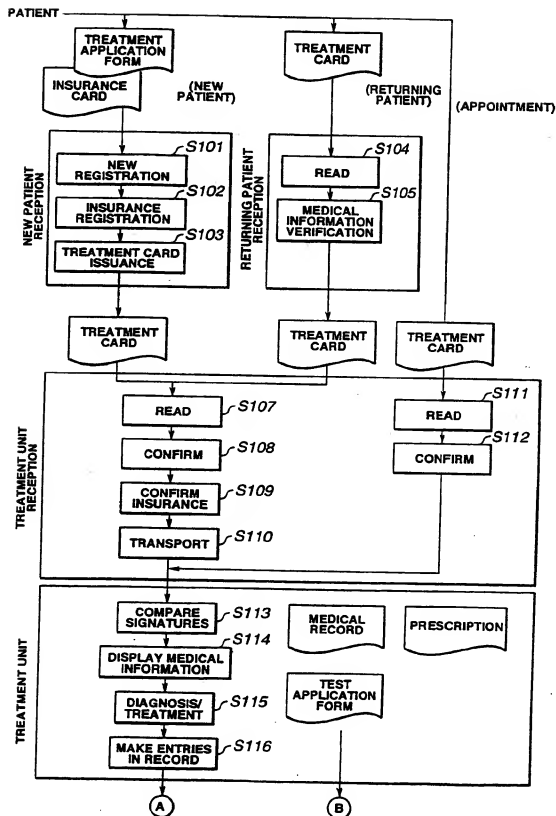 PATIENT
TREATMENT
APPLICATION
FORM
INSURANCE
CARD
(NEW
PATIENT)
TREATMENT
CARD
(RETURNING
PATIENT)
(APPOINTMENT)
NEW PATIENT
RECEPTION
S101
NEW
REGISTRATION
S102
INSURANCE
REGISTRATION
S103
TREATMENT CARD
ISSUANCE
RETURNING PATIENT
RECEPTION
S104
READ
S105
MEDICAL
INFORMATION
VERIFICATION
TREATMENT
CARD
TREATMENT
CARD
TREATMENT
CARD
TREATMENT UNIT
RECEPTION
READ
S107
CONFIRM
S108
CONFIRM
INSURANCE
S109
TRANSPORT
S110
S111
READ
S112
CONFIRM
TREATMENT UNIT
COMPARE
SIGNATURES
S113
S114
DISPLAY MEDICAL
INFORMATION
DIAGNOSIS/
TREATMENT
S115
MAKE ENTRIES
IN RECORD
S116
MEDICAL
RECORD
PRESCRIPTION
TEST
APPLICATION
FORM
A
B